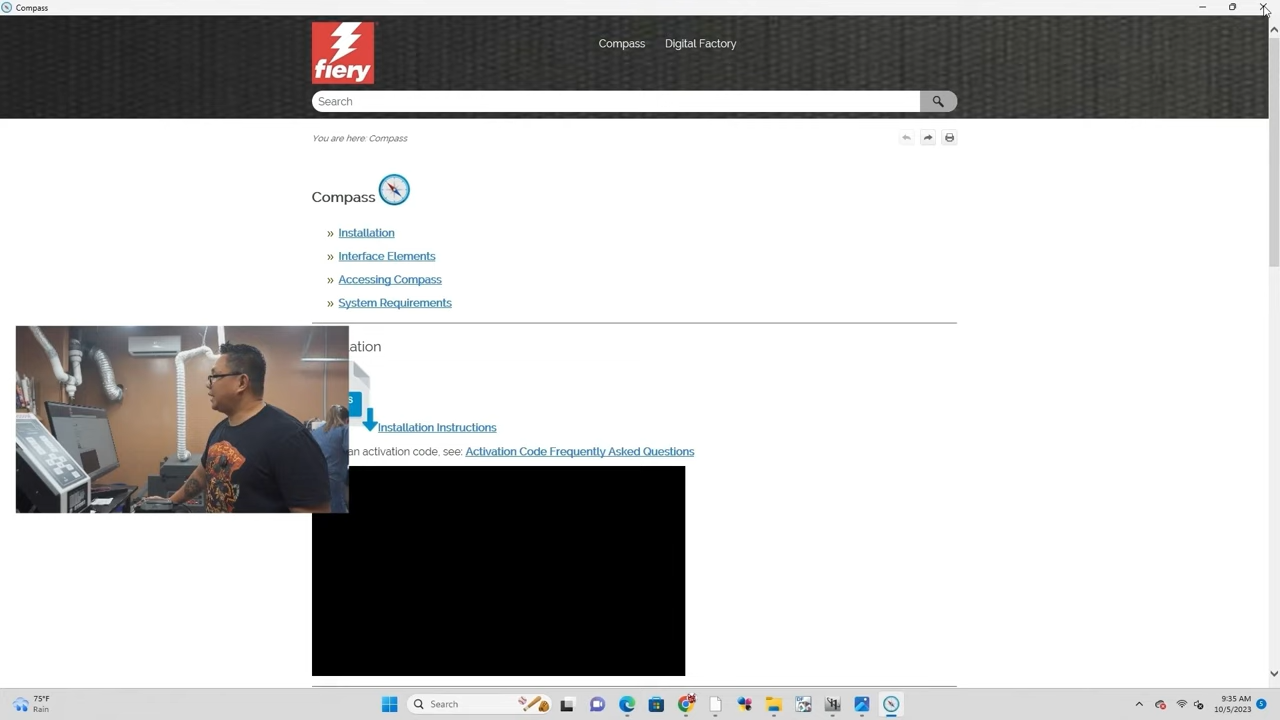 Compass
fiery
Compass
Digital Factory
Search
You are here: Compass
Compass
» Installation
» Interface Elements
» Accessing Compass
» System Requirements
ation
S
Installation Instructions
an activation code, see: Activation Code Frequently Asked Questions
75°F
Rain
Search
9:35 AM
10/5/2023